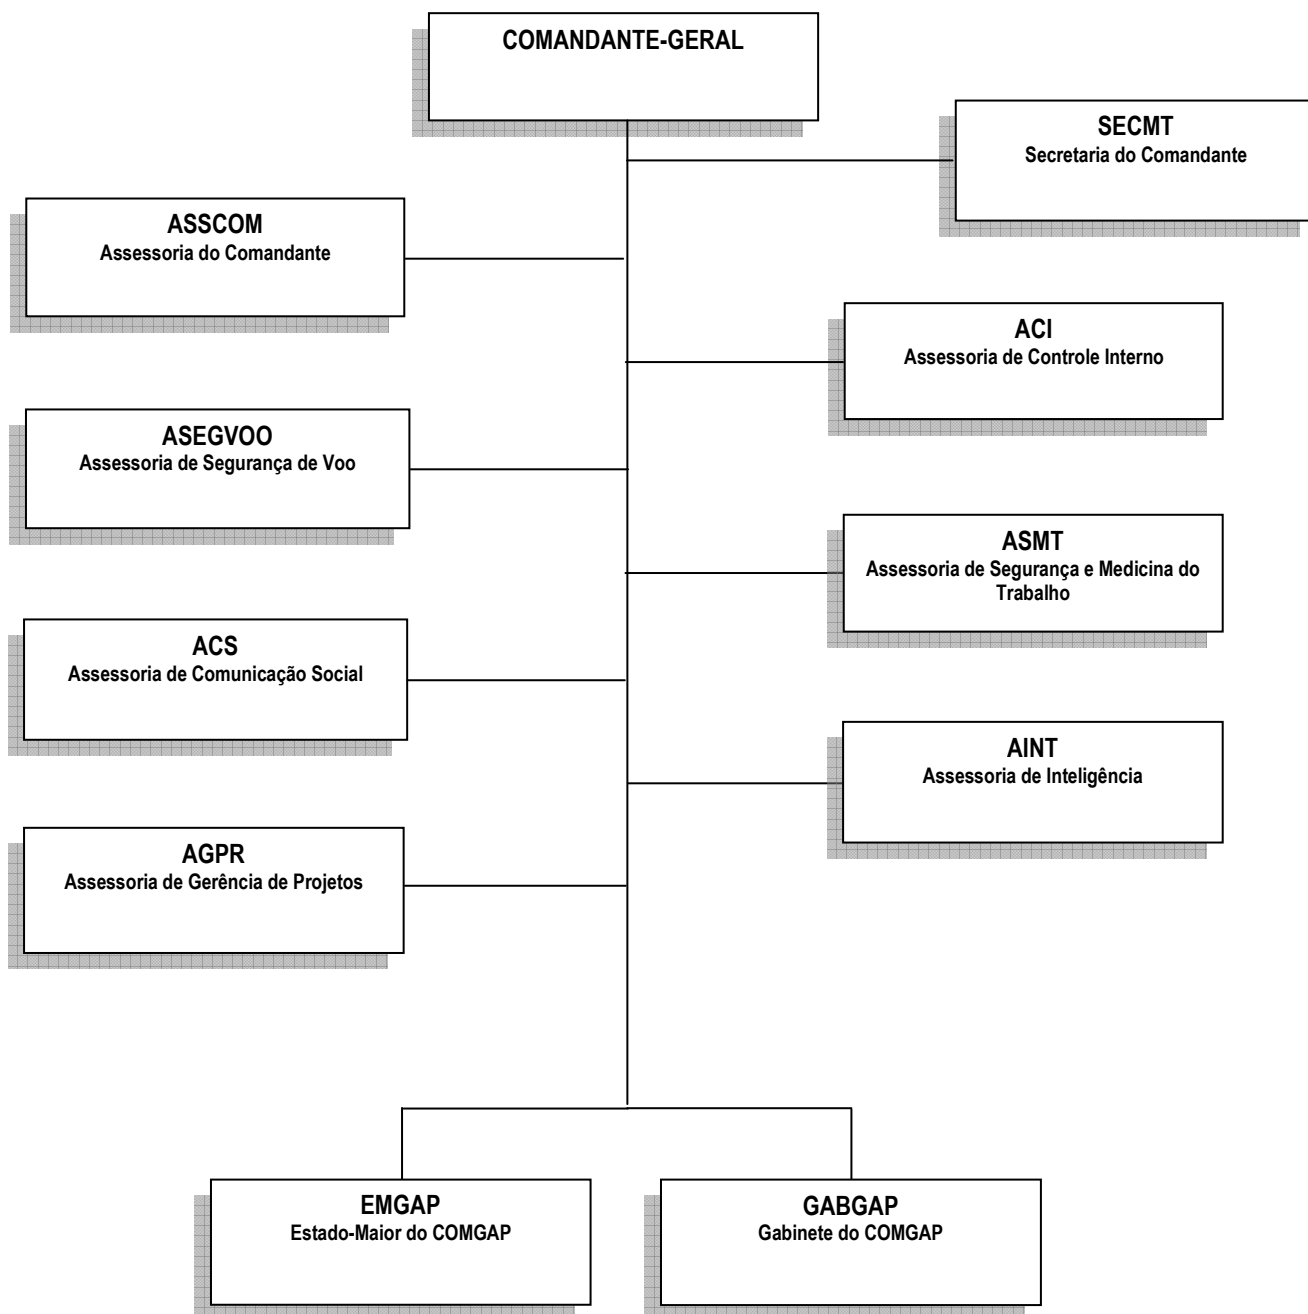 COMANDANTE-GERAL
SECMT
Secretaria do Comandante
ASSCOM
Assessoria do Comandante
ACI
Assessoria de Controle Interno
ASEGVOO
Assessoria de Segurança de Voo
ASMT
Assessoria de Segurança e Medicina do
Trabalho
ACS
Assessoria de Comunicação Social
AINT
Assessoria de Inteligência
AGPR
Assessoria de Gerência de Projetos
EMGAP
Estado-Maior do COMGAP
GABGAP
Gabinete do COMGAP